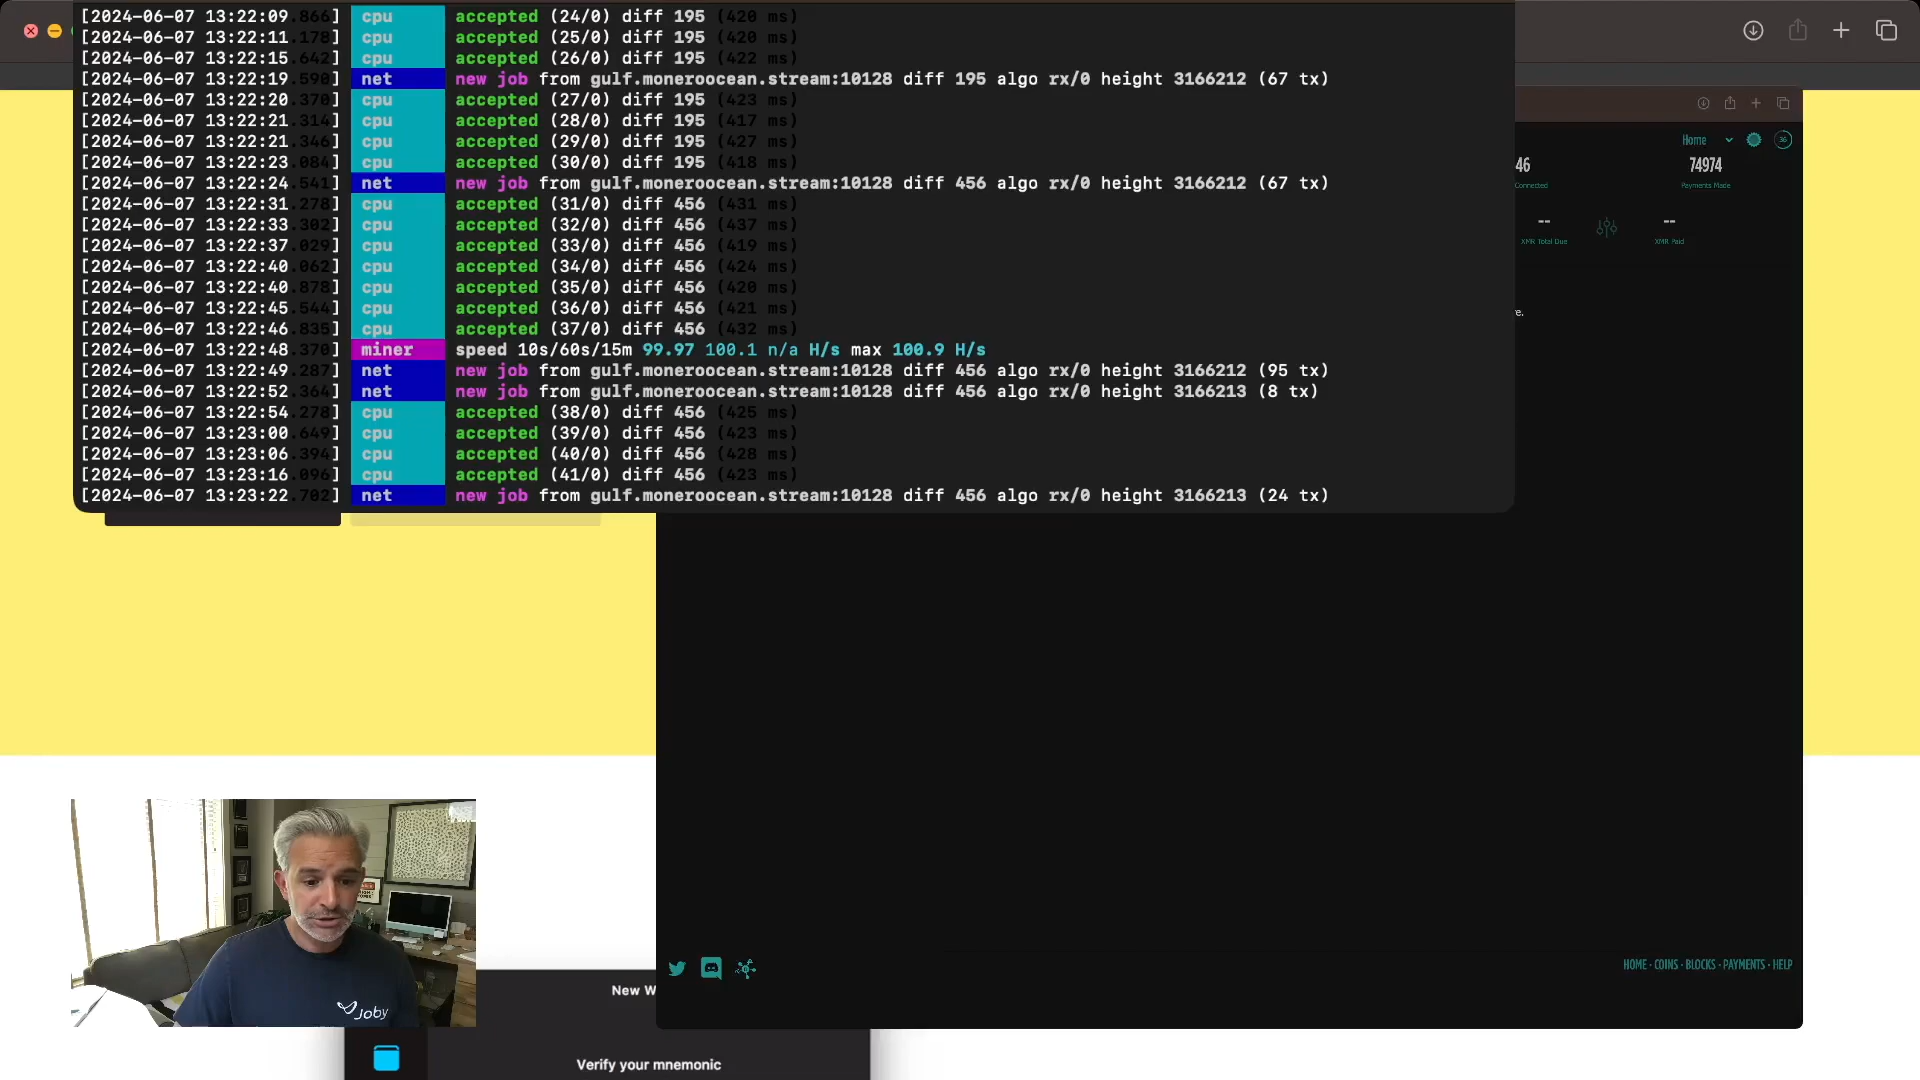 [2024-06-07 13:22:09.866] cpu accepted (24/0) diff 195 (420 ms)
[2024-06-07 13:22:11.178] cpu accepted (25/0) diff 195 (420 ms)
[2024-06-07 13:22:15.642] cpu accepted (26/0) diff 195 (422 ms)
[2024-06-07 13:22:19.590] net new job from gulf.moneroocean.stream:10128 diff 195 algo rx/0 height 3166212 (67 tx)
[2024-06-07 13:22:20.370] cpu accepted (27/0) diff 195 (423 ms)
[2024-06-07 13:22:21.314] cpu accepted (28/0) diff 195 (417 ms)
[2024-06-07 13:22:21.346] cpu accepted (29/0) diff 195 (427 ms)
[2024-06-07 13:22:23.084] cpu accepted (30/0) diff 195 (418 ms)
[2024-06-07 13:22:24.541] net new job from gulf.moneroocean.stream:10128 diff 456 algo rx/0 height 3166212 (67 tx)
[2024-06-07 13:22:31.278] cpu accepted (31/0) diff 456 (431 ms)
[2024-06-07 13:22:33.302] cpu accepted (32/0) diff 456 (437 ms)
[2024-06-07 13:22:37.029] cpu accepted (33/0) diff 456 (419 ms)
[2024-06-07 13:22:40.062] cpu accepted (34/0) diff 456 (424 ms)
[2024-06-07 13:22:40.878] cpu accepted (35/0) diff 456 (420 ms)
[2024-06-07 13:22:45.544] cpu accepted (36/0) diff 456 (421 ms)
[2024-06-07 13:22:46.835] cpu accepted (37/0) diff 456 (432 ms)
[2024-06-07 13:22:48.370] miner speed 10s/60s/15m 99.97 100.1 n/a H/s max 100.9 H/s
[2024-06-07 13:22:49.287] net new job from gulf.moneroocean.stream:10128 diff 456 algo rx/0 height 3166212 (95 tx)
[2024-06-07 13:22:52.364] net new job from gulf.moneroocean.stream:10128 diff 456 algo rx/0 height 3166213 (8 tx)
[2024-06-07 13:22:54.278] cpu accepted (38/0) diff 456 (425 ms)
[2024-06-07 13:23:00.649] cpu accepted (39/0) diff 456 (423 ms)
[2024-06-07 13:23:06.394] cpu accepted (40/0) diff 456 (428 ms)
[2024-06-07 13:23:16.096] cpu accepted (41/0) diff 456 (423 ms)
[2024-06-07 13:23:22.702] net new job from gulf.moneroocean.stream:10128 diff 456 algo rx/0 height 3166213 (24 tx)
Home 36
46 74974
Connected Payments Made
-- --
XMR Total Due XMR Paid
re.
HOME · COINS · BLOCKS · PAYMENTS · HELP
Joby
New W
Verify your mnemonic